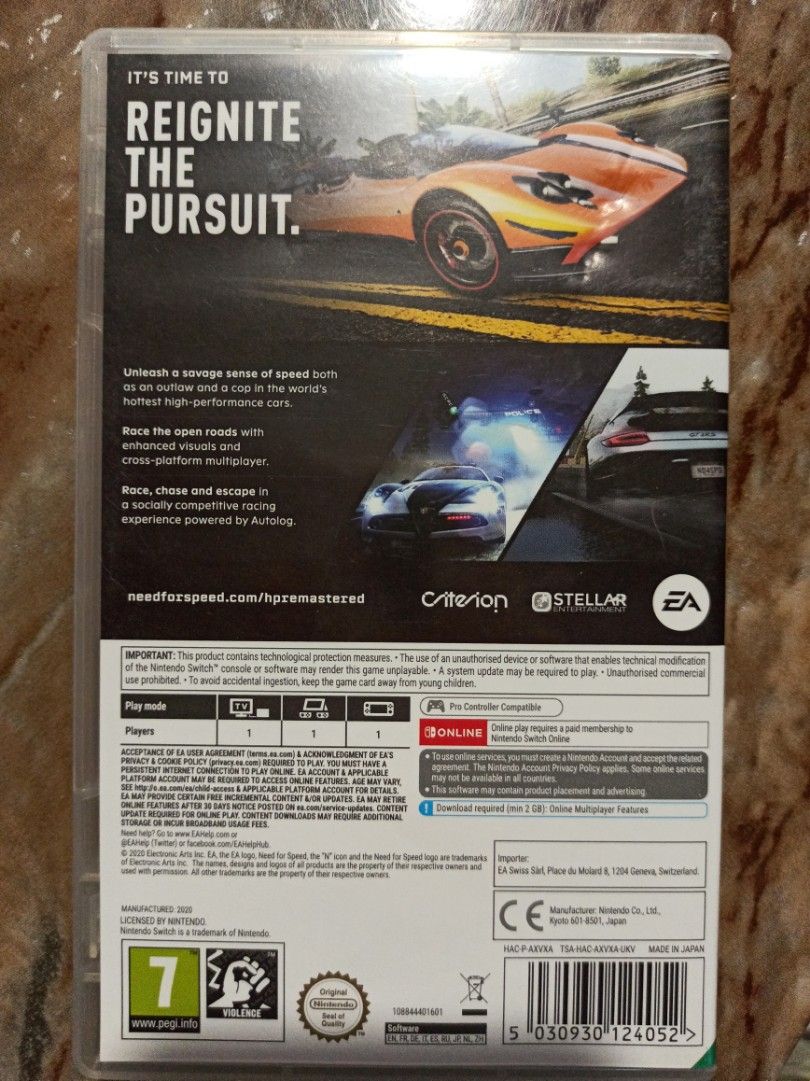 IT'S TIME TO
REIGNITE
THE
PURSUIT.
Unleash a savage sense of speed both
as an outlaw and a cop in the world's
hottest high-performance cars.
Race the open roads with
enhanced visuals and
cross-platform multiplayer.
Race, chase and escape in
a socially competitive racing
experience powered by Autolog.
POLICE
GT2RS
needforspeed.com/hpremastered
Criterion
STELLAR
ENTERTAINMENT
EA
IMPORTANT: This product contains technological protection measures. • The use of an unauthorised device or software that enables technical modification
of the Nintendo Switch™ console or software may render this game unplayable. • A system update may be required to play. • Unauthorised commercial
use prohibited. • To avoid accidental ingestion, keep the game card away from young children.
Play mode
TV
Players
1
1
1
Pro Controller Compatible
ONLINE
Online play requires a paid membership to
Nintendo Switch Online
ACCEPTANCE OF EA USER AGREEMENT (terms.ea.com) & ACKNOWLEDGMENT OF EA'S
PRIVACY & COOKIE POLICY (privacy.ea.com) REQUIRED TO PLAY. YOU MUST HAVE A
PERSISTENT INTERNET CONNECTION TO PLAY ONLINE. EA ACCOUNT & APPLICABLE
PLATFORM ACCOUNT MAY BE REQUIRED TO ACCESS ONLINE FEATURES. AGE MAY VARY,
SEE http://o.ea.com/ea/child-access & APPLICABLE PLATFORM ACCOUNT FOR DETAILS.
EA MAY PROVIDE CERTAIN FREE INCREMENTAL CONTENT &/OR UPDATES. EA MAY RETIRE
ONLINE FEATURES AFTER 30 DAYS NOTICE POSTED ON ea.com/service-updates. CONTENT
UPDATE REQUIRED FOR ONLINE PLAY. CONTENT DOWNLOADS MAY REQUIRE ADDITIONAL
STORAGE OR INCUR BROADBAND USAGE FEES.
Need help? Go to www.EAHelp.com or
@EAHelp (Twitter) or facebook.com/EAHelpHub.
© 2020 Electronic Arts Inc. EA, the EA logo, Need for Speed, the "N" icon and the Need for Speed logo are trademarks
of Electronic Arts Inc. The names, designs and logos of all products are the property of their respective owners and
used with permission. All other trademarks are the property of their respective owners.
• To use online services, you must create a Nintendo Account and accept the related
agreement. The Nintendo Account Privacy Policy applies. Some online services
may not be available in all countries.
• This software may contain product placement and advertising.
! Download required (min 2 GB): Online Multiplayer Features
Importer:
EA Swiss Sàrl, Place du Molard 8, 1204 Geneva, Switzerland.
CE
Manufacturer: Nintendo Co., Ltd.,
Kyoto 601-8501, Japan
MANUFACTURED 2020
LICENSED BY NINTENDO.
Nintendo Switch is a trademark of Nintendo.
HAC-P-AXVXA TSA-HAC-AXVXA-UKV MADE IN JAPAN
7
www.pegi.info
VIOLENCE
TM
Original
Nintendo
Seal of
Quality
TM
108844401601
Software
EN, FR, DE, IT, ES, RU, JP, NL, ZH
5 030930 124052 >